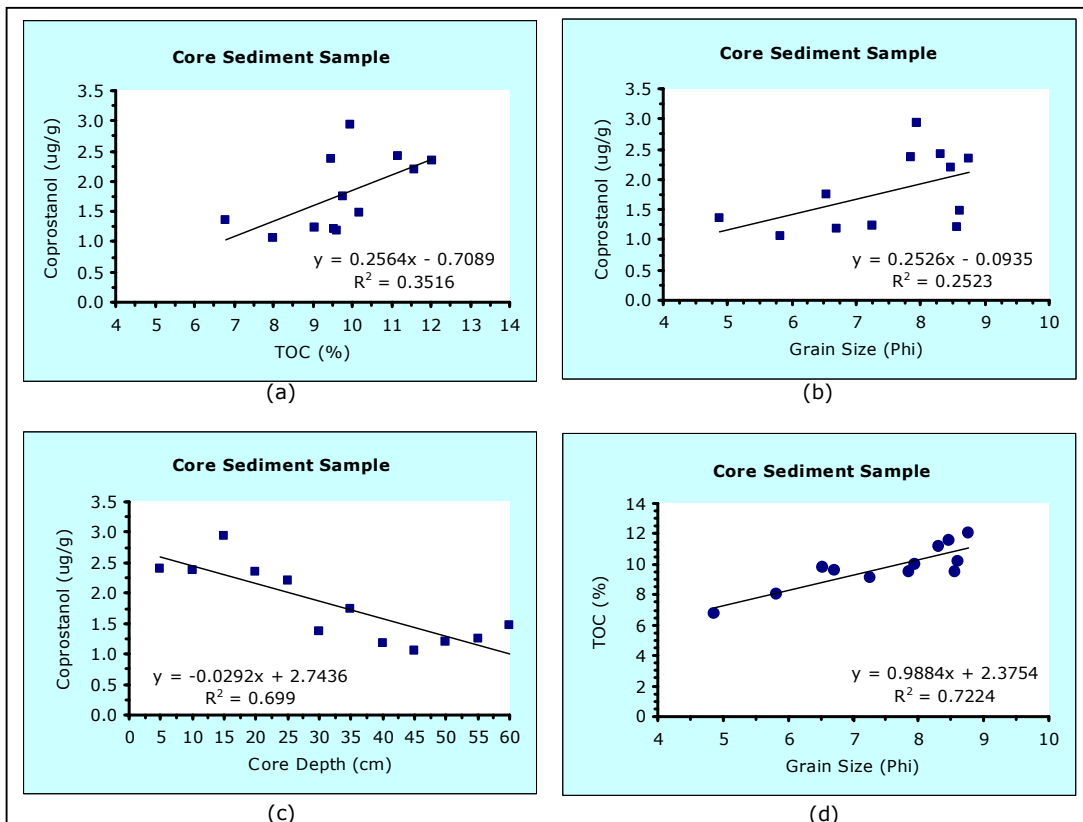 Core Sediment Sample
Coprostanol (ug/g)
3.5
3.0
2.5
2.0
1.5
1.0
0.5
0.0
y = 0.2564x - 0.7089
R² = 0.3516
4 5 6 7 8 9 10 11 12 13 14
TOC (%)
(a)
Core Sediment Sample
Coprostanol (ug/g)
3.5
3.0
2.5
2.0
1.5
1.0
0.5
0.0
y = 0.2526x - 0.0935
R² = 0.2523
4 5 6 7 8 9 10
Grain Size (Phi)
(b)
Core Sediment Sample
Coprostanol (ug/g)
3.5
3.0
2.5
2.0
1.5
1.0
0.5
0.0
y = -0.0292x + 2.7436
R² = 0.699
0 5 10 15 20 25 30 35 40 45 50 55 60
Core Depth (cm)
(c)
Core Sediment Sample
TOC (%)
14
12
10
8
6
4
2
0
y = 0.9884x + 2.3754
R² = 0.7224
4 5 6 7 8 9 10
Grain Size (Phi)
(d)